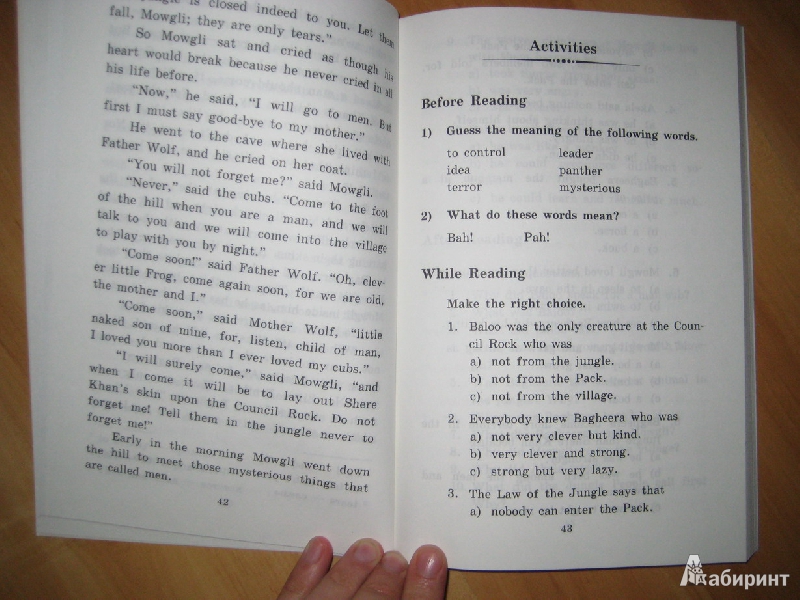 jungle is closed indeed to you. Let them
fall, Mowgli; they are only tears.”
So Mowgli sat and cried as though his
heart would break because he never cried in all
his life before.
“Now,” he said, “I will go to men. But
first I must say good-bye to my mother.”
He went to the cave where she lived with
Father Wolf, and he cried on her coat.
“You will not forget me?” said Mowgli.
“Never,” said the cubs. “Come to the foot
of the hill when you are a man, and we will
talk to you and we will come into the village
to play with you by night.”
“Come soon!” said Father Wolf. “Oh, clev-
er little Frog, come again soon, for we are old,
the mother and I.”
“Come soon,” said Mother Wolf, “little
naked son of mine, for, listen, child of man,
I loved you more than I ever loved my cubs.”
“I will surely come,” said Mowgli, “and
when I come it will be to lay out Shere
Khan’s skin upon the Council Rock. Do not
forget me! Tell them in the jungle never to
forget me!”
Early in the morning Mowgli went down
the hill to meet those mysterious things that
are called men.
42
Activities
Before Reading
1) Guess the meaning of the following words.
to control leader
idea panther
terror mysterious
2) What do these words mean?
Bah! Pah!
While Reading
Make the right choice.
1. Baloo was the only creature at the Coun-
cil Rock who was
a) not from the jungle.
b) not from the Pack.
c) not from the village.
2. Everybody knew Bagheera who was
a) not very clever but kind.
b) very clever and strong.
c) strong but very lazy.
3. The Law of the Jungle says that
a) nobody can enter the Pack.
43
Лабиринт